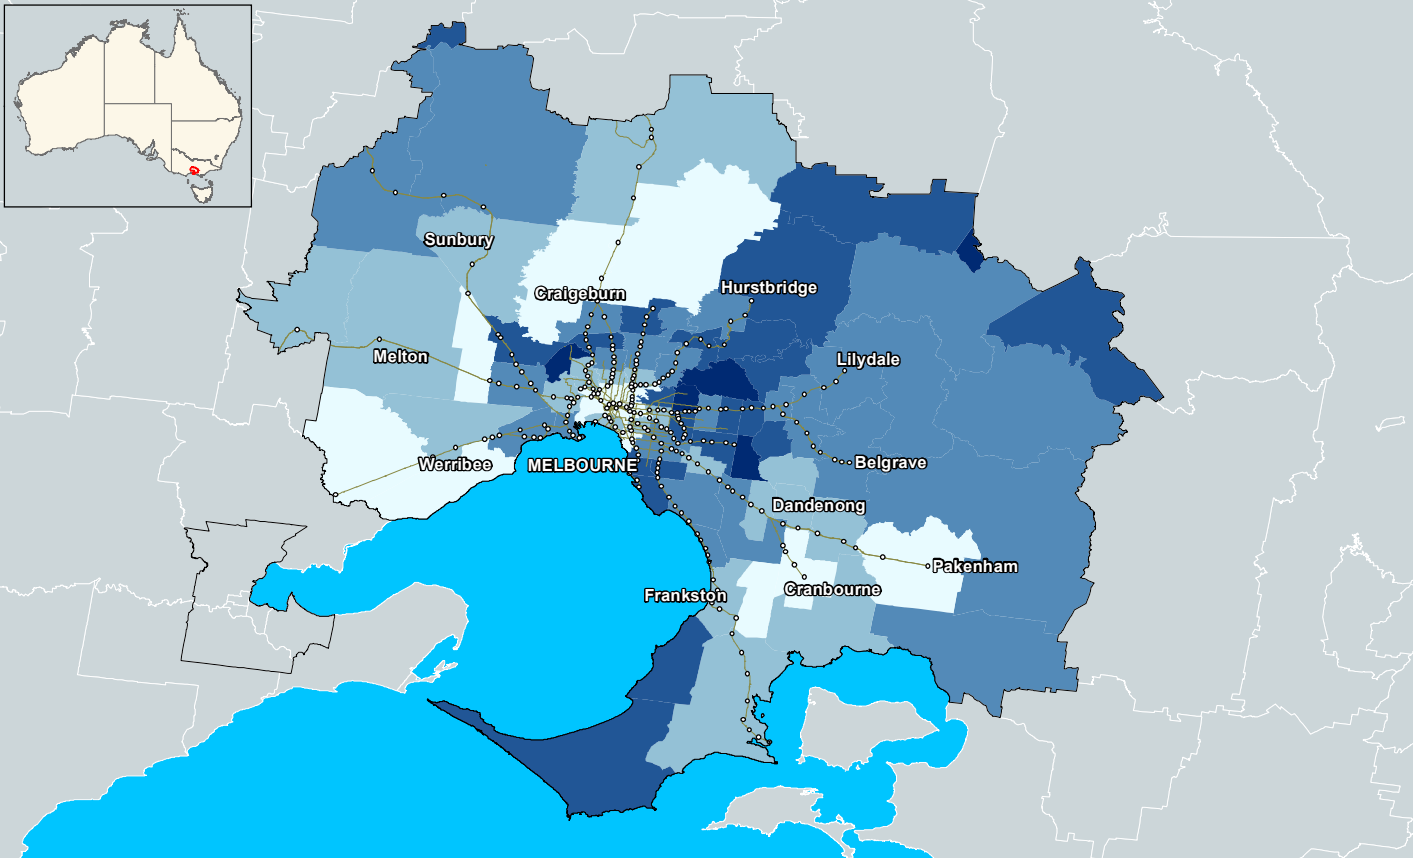 Sunbury
Hurstbridge
Craigeburn
Melton
Lilydale
Werribee
MELBOURNE
Belgrave
Dandenong
Pakenham
Cranbourne
Frankston